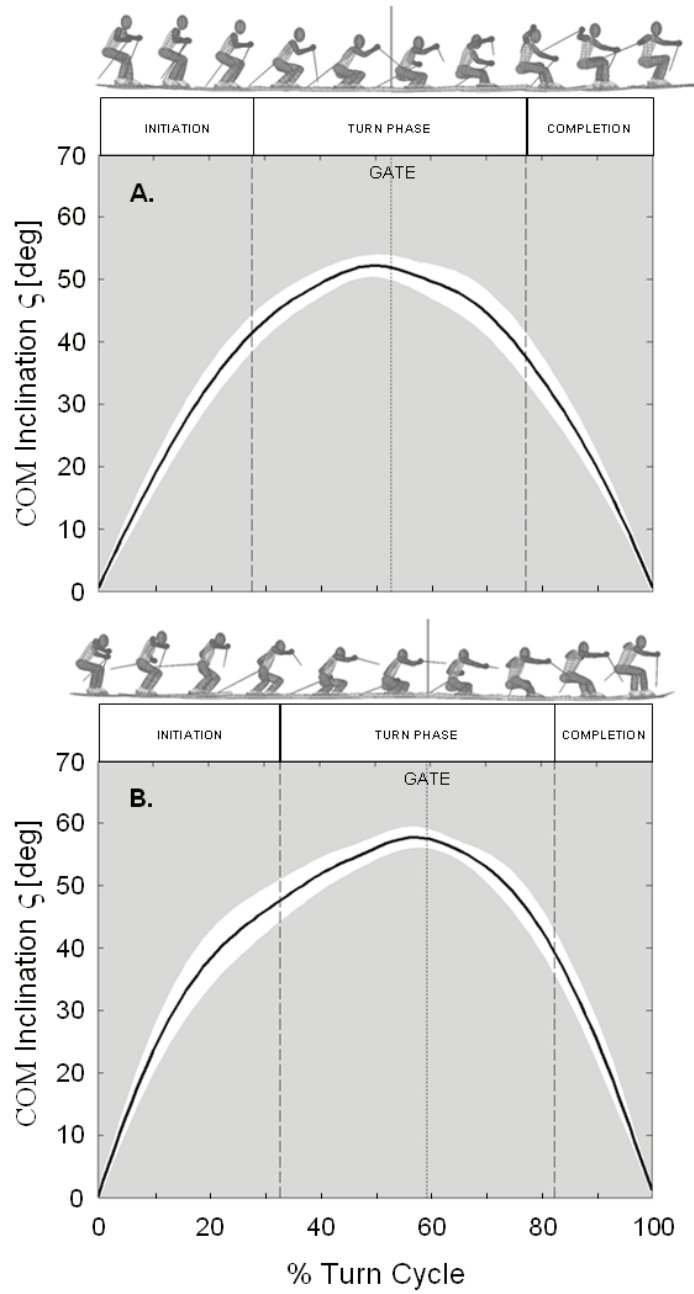 INITIATION TURN PHASE COMPLETION
GATE
A.
COM Inclination ς [deg]
70
60
50
40
30
20
10
0
INITIATION TURN PHASE COMPLETION
GATE
B.
COM Inclination ς [deg]
70
60
50
40
30
20
10
0
0 20 40 60 80 100
% Turn Cycle